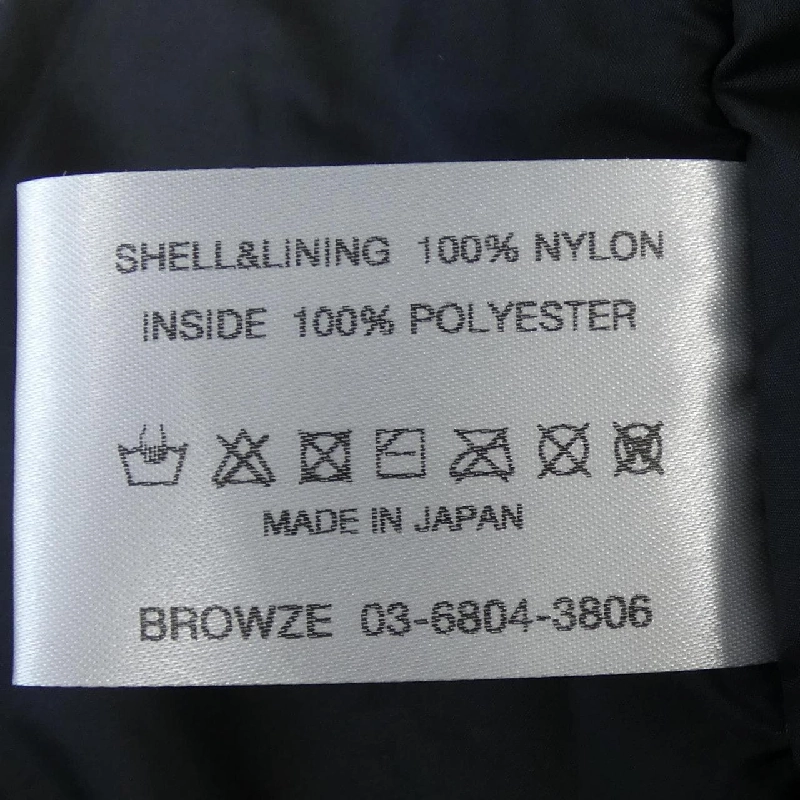 SHELL&LINING 100% NYLON
INSIDE 100% POLYESTER
W
MADE IN JAPAN
BROWZE 03-6804-3806